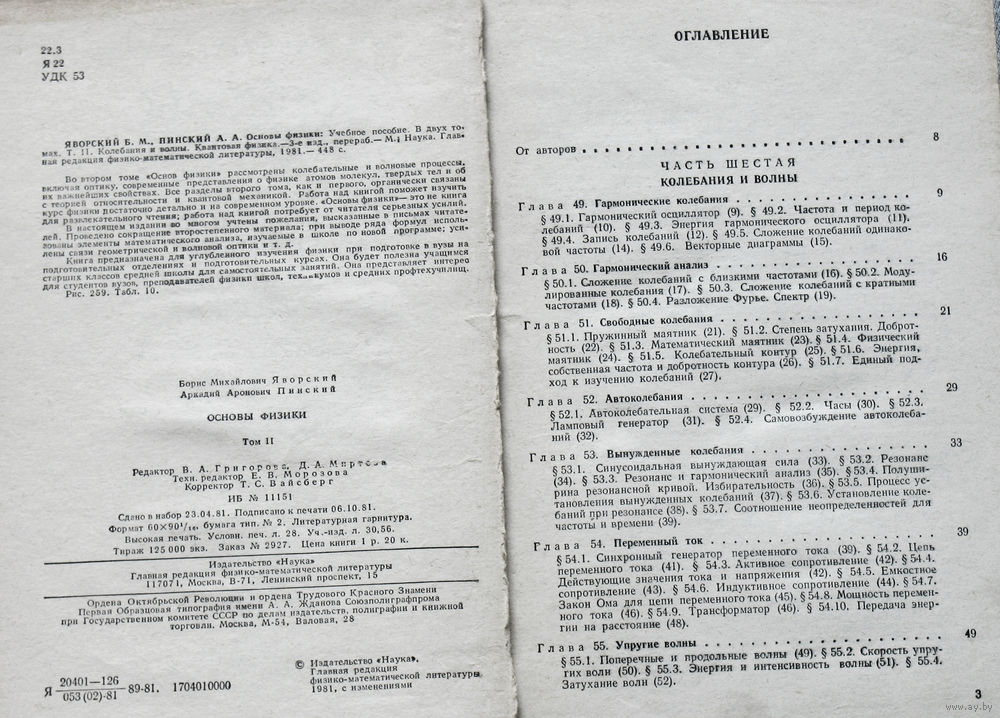 22.3
Я 22
УДК 53
ЯВОРСКИЙ Б. М., ПИНСКИЙ А. А. Основы физики: Учебное пособие. В двух то-
мах. Т. II. Колебания и волны. Квантовая физика.—3-е изд., перераб.— М.: Наука. Глав-
ная редакция физико-математической литературы, 1981.— 448 с.
Во втором томе «Основ физики» рассмотрены колебательные и волновые процессы,
включая оптику, современные представления о физике атомов молекул, твердых тел и об
их важнейших свойствах. Все разделы второго тома, как и первого, органически связаны
с теорией относительности и квантовой механикой. Работа над книгой поможет изучить
курс физики достаточно детально и на современном уровне. «Основы физики»— это не книга
для развлекательного чтения; работа над книгой потребует от читателя серьезных усилий.
В настоящем издании во многом учтены пожелания, высказанные в письмах читате-
лей. Проведено сокращение второстепенного материала; при выводе ряда формул исполь-
зованы элементы математического анализа, изучаемые в школе по новой программе; уси-
лены связи геометрической и волновой оптики и т. д.
Книга предназначена для углубленного изучения физики при подготовке в вузы на
подготовительных отделениях и подготовительных курсах. Она будет полезна учащимся
старших классов средней школы для самостоятельных занятий. Она представляет интерес
для студентов вузов, преподавателей физики школ, техникумов и средних профтехучилищ.
Рис. 259. Табл. 10.
Борис Михайлович Яворский
Аркадий Аронович Пинский
ОСНОВЫ ФИЗИКИ
Том II
Редактор В. А. Григорова, Д. А. Миртова
Техн. редактор Е. В. Морозова
Корректор Т. С. Вайсберг
ИБ № 11151
Сдано в набор 23.04.81. Подписано к печати 06.10.81.
Формат 60×90¹/₁₆, бумага тип. № 2. Литературная гарнитура.
Высокая печать. Условн. печ. л. 28. Уч.-изд. л. 30,56.
Тираж 125 000 экз. Заказ № 2927. Цена книги 1 р. 20 к.
Издательство «Наука»
Главная редакция физико-математической литературы
117071, Москва, В-71, Ленинский проспект, 15
Ордена Октябрьской Революции и ордена Трудового Красного Знамени
Первая Образцовая типография имени А. А. Жданова Союзполиграфпрома
при Государственном комитете СССР по делам издательств, полиграфии и книжной
торговли. Москва, М-54, Валовая, 28
Я 20401—126 / 053 (02)-81 89-81. 1704010000
© Издательство «Наука».
Главная редакция
физико-математической литературы,
1981, с изменениями
ОГЛАВЛЕНИЕ
От авторов . . . . . . . . . . . . . . . . 8
ЧАСТЬ ШЕСТАЯ
КОЛЕБАНИЯ И ВОЛНЫ
Глава 49. Гармонические колебания . . . . . . . . . . 9
§ 49.1. Гармонический осциллятор (9). § 49.2. Частота и период ко-
лебаний (10). § 49.3. Энергия гармонического осциллятора (11).
§ 49.4. Запись колебаний (12). § 49.5. Сложение колебаний одинако-
вой частоты (14). § 49.6. Векторные диаграммы (15).
Глава 50. Гармонический анализ . . . . . . . . . . 16
§ 50.1. Сложение колебаний с близкими частотами (16). § 50.2. Моду-
лированные колебания (17). § 50.3. Сложение колебаний с кратными
частотами (18). § 50.4. Разложение Фурье. Спектр (19).
Глава 51. Свободные колебания . . . . . . . . . . 21
§ 51.1. Пружинный маятник (21). § 51.2. Степень затухания. Доброт-
ность (22). § 51.3. Математический маятник (23). § 51.4. Физический
маятник (24). § 51.5. Колебательный контур (25). § 51.6. Энергия,
собственная частота и добротность контура (26). § 51.7. Единый под-
ход к изучению колебаний (27).
Глава 52. Автоколебания . . . . . . . . . . 29
§ 52.1. Автоколебательная система (29). § 52.2. Часы (30). § 52.3.
Ламповый генератор (31). § 52.4. Самовозбуждение автоколеба-
ний (32).
Глава 53. Вынужденные колебания . . . . . . . . . . 33
§ 53.1. Синусоидальная вынуждающая сила (33). § 53.2. Резонанс
(34). § 53.3. Резонанс и гармонический анализ (35). § 53.4. Полуши-
рина резонансной кривой. Избирательность (36). § 53.5. Процесс ус-
тановления вынужденных колебаний (37). § 53.6. Установление коле-
баний при резонансе (38). § 53.7. Соотношение неопределенностей для
частоты и времени (39).
Глава 54. Переменный ток . . . . . . . . . . 39
§ 54.1. Синхронный генератор переменного тока (39). § 54.2. Цепь
переменного тока (41). § 54.3. Активное сопротивление (42). § 54.4.
Действующие значения тока и напряжения (42). § 54.5. Емкостное
сопротивление (43). § 54.6. Индуктивное сопротивление (44). § 54.7.
Закон Ома для цепи переменного тока (45). § 54.8. Мощность перемен-
ного тока (46). § 54.9. Трансформатор (46). § 54.10. Передача энер-
гии на расстояние (48).
Глава 55. Упругие волны . . . . . . . . . . 49
§ 55.1. Поперечные и продольные волны (49). § 55.2. Скорость упру-
гих волн (50). § 55.3. Энергия и интенсивность волны (51). § 55.4.
Затухание волн (52).
3
www.ay.by